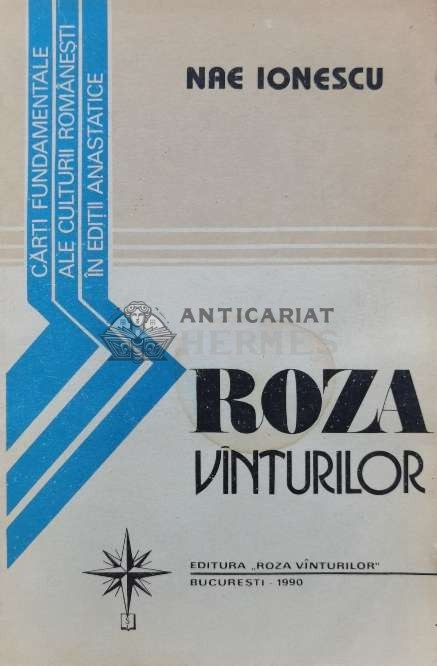 NAE IONESCU
CĂRȚI FUNDAMENTALE
ALE CULTURII ROMÂNEȘTI
ÎN EDIȚII ANASTATICE
ANTICARIAT
HERMES
ROZA
VÎNTURILOR
EDITURA „ROZA VÎNTURILOR"
BUCUREȘTI - 1990